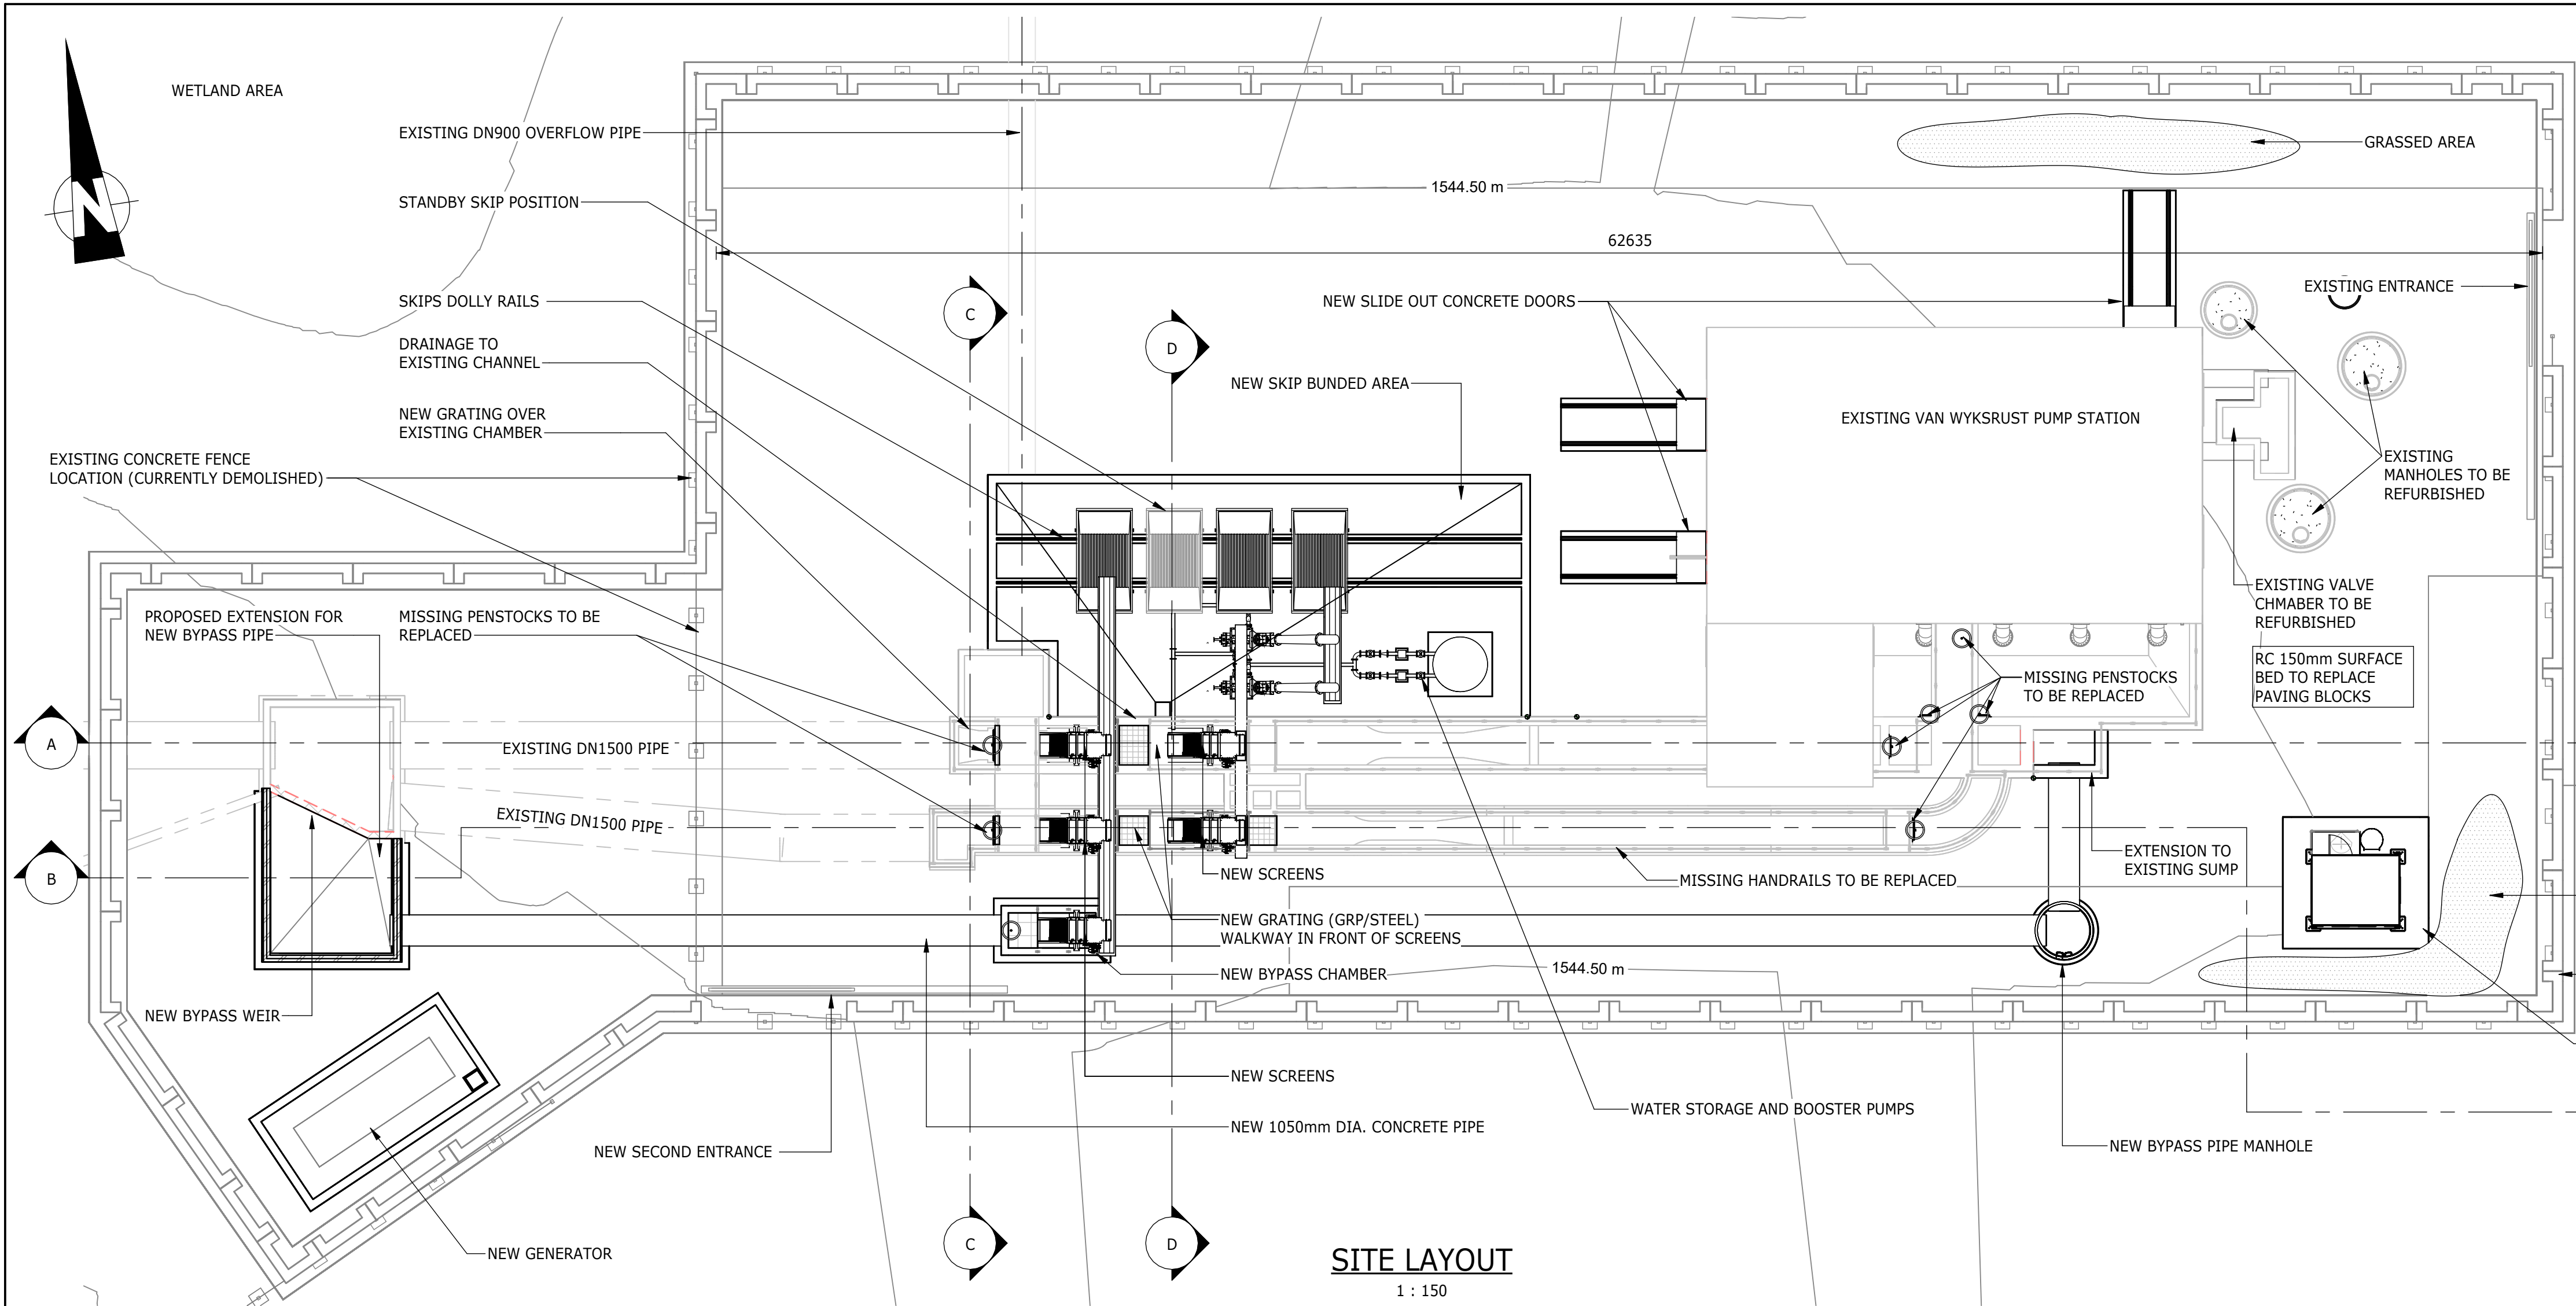 WETLAND AREA
N
EXISTING DN900 OVERFLOW PIPE
GRASSED AREA
1544.50 m
STANDBY SKIP POSITION
62635
EXISTING ENTRANCE
SKIPS DOLLY RAILS
NEW SLIDE OUT CONCRETE DOORS
C
D
DRAINAGE TO
EXISTING CHANNEL
NEW SKIP BUNDED AREA
NEW GRATING OVER
EXISTING CHAMBER
EXISTING VAN WYKSRUST PUMP STATION
EXISTING CONCRETE FENCE
LOCATION (CURRENTLY DEMOLISHED)
EXISTING
MANHOLES TO BE
REFURBISHED
EXISTING VALVE
CHMABER TO BE
REFURBISHED
PROPOSED EXTENSION FOR
NEW BYPASS PIPE
MISSING PENSTOCKS TO BE
REPLACED
RC 150mm SURFACE
BED TO REPLACE
PAVING BLOCKS
MISSING PENSTOCKS
TO BE REPLACED
A
EXISTING DN1500 PIPE
EXISTING DN1500 PIPE
B
EXTENSION TO
EXISTING SUMP
NEW SCREENS
MISSING HANDRAILS TO BE REPLACED
NEW GRATING (GRP/STEEL)
WALKWAY IN FRONT OF SCREENS
NEW BYPASS CHAMBER
1544.50 m
NEW BYPASS WEIR
NEW SCREENS
WATER STORAGE AND BOOSTER PUMPS
NEW 1050mm DIA. CONCRETE PIPE
NEW SECOND ENTRANCE
NEW BYPASS PIPE MANHOLE
NEW GENERATOR
C
D
SITE LAYOUT
1 : 150